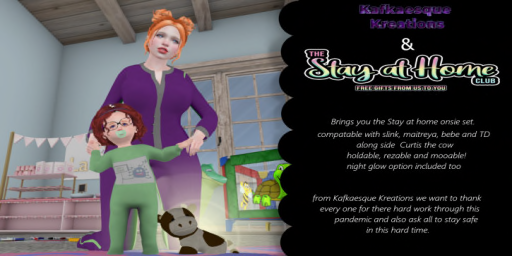 Kafkaesque
Kreations
&
THE
Stay at Home
CLUB
FREE GIFTS FROM US TO YOU
Brings you the Stay at home onsie set.
compatable with slink, maitreya, bebe and TD
along side Curtis the cow
holdable, rezable and mooable!
night glow option included too
from Kafkaesque Kreations we want to thank
every one for there hard work through this
pandemic and also ask all to stay safe
in this hard time.